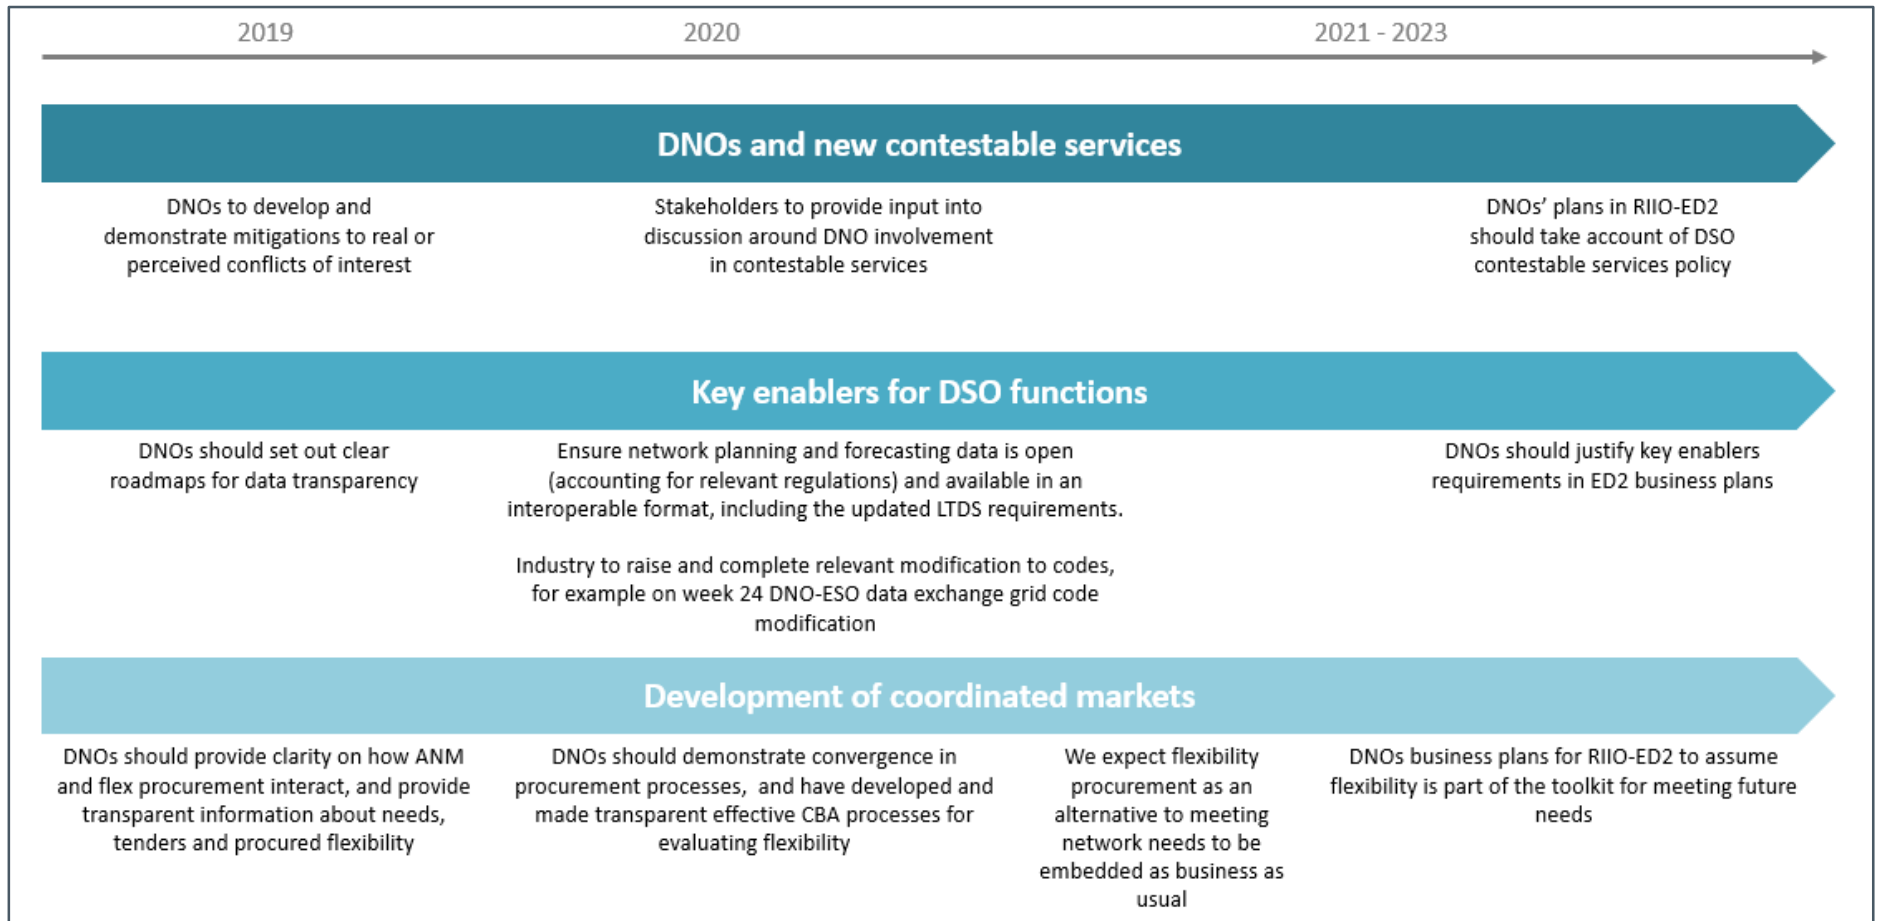 2019
2020
2021 - 2023
DNOs and new contestable services
DNOs to develop and
demonstrate mitigations to real or
perceived conflicts of interest
Stakeholders to provide input into
discussion around DNO involvement
in contestable services
DNOs’ plans in RIIO-ED2
should take account of DSO
contestable services policy
Key enablers for DSO functions
DNOs should set out clear
roadmaps for data transparency
Ensure network planning and forecasting data is open
(accounting for relevant regulations) and available in an
interoperable format, including the updated LTDS requirements.
Industry to raise and complete relevant modification to codes,
for example on week 24 DNO-ESO data exchange grid code
modification
DNOs should justify key enablers
requirements in ED2 business plans
Development of coordinated markets
DNOs should provide clarity on how ANM
and flex procurement interact, and provide
transparent information about needs,
tenders and procured flexibility
DNOs should demonstrate convergence in
procurement processes, and have developed and
made transparent effective CBA processes for
evaluating flexibility
We expect flexibility
procurement as an
alternative to meeting
network needs to be
embedded as business as
usual
DNOs business plans for RIIO-ED2 to assume
flexibility is part of the toolkit for meeting future
needs